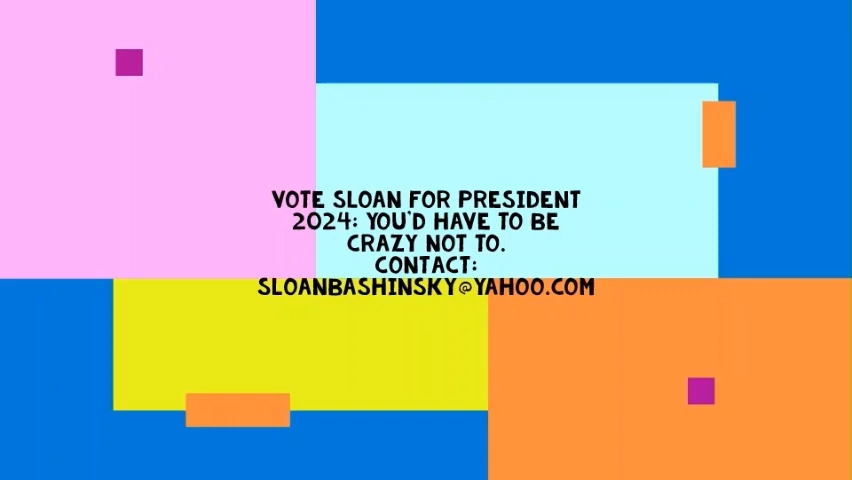 VOTE SLOAN FOR PRESIDENT
2024: YOU'D HAVE TO BE
CRAZY NOT TO.
CONTACT:
SLOANBASHINSKY@YAHOO.COM